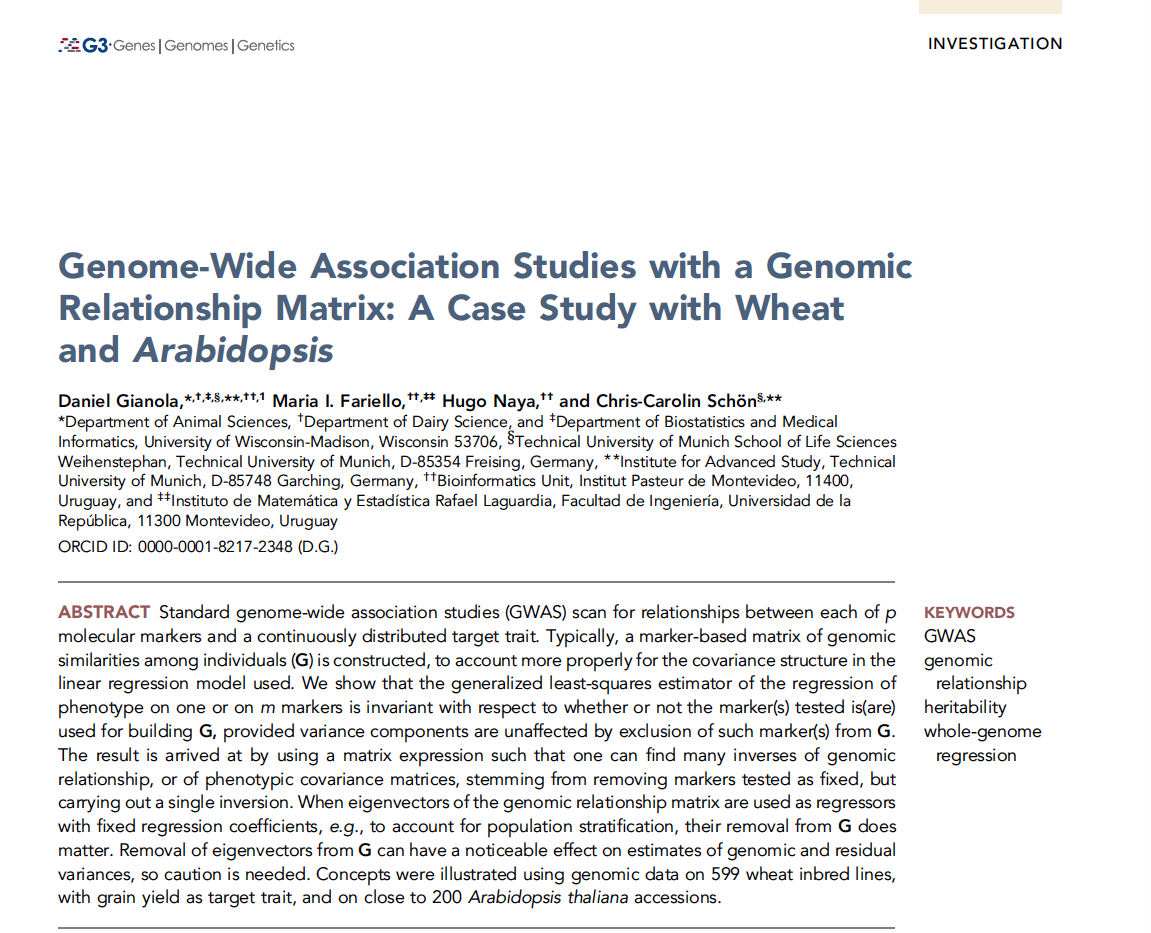 G3·Genes|Genomes|Genetics
INVESTIGATION
Genome-Wide Association Studies with a Genomic
Relationship Matrix: A Case Study with Wheat
and Arabidopsis
Daniel Gianola,*,†,‡,§,**,††,1 Maria I. Fariello,††,‡‡ Hugo Naya,†† and Chris-Carolin Schön§,**
*Department of Animal Sciences, †Department of Dairy Science, and ‡Department of Biostatistics and Medical
Informatics, University of Wisconsin-Madison, Wisconsin 53706, §Technical University of Munich School of Life Sciences
Weihenstephan, Technical University of Munich, D-85354 Freising, Germany, **Institute for Advanced Study, Technical
University of Munich, D-85748 Garching, Germany, ††Bioinformatics Unit, Institut Pasteur de Montevideo, 11400,
Uruguay, and ‡‡Instituto de Matemática y Estadística Rafael Laguardia, Facultad de Ingeniería, Universidad de la
República, 11300 Montevideo, Uruguay
ORCID ID: 0000-0001-8217-2348 (D.G.)
ABSTRACT Standard genome-wide association studies (GWAS) scan for relationships between each of p
molecular markers and a continuously distributed target trait. Typically, a marker-based matrix of genomic
similarities among individuals (G) is constructed, to account more properly for the covariance structure in the
linear regression model used. We show that the generalized least-squares estimator of the regression of
phenotype on one or on m markers is invariant with respect to whether or not the marker(s) tested is(are)
used for building G, provided variance components are unaffected by exclusion of such marker(s) from G.
The result is arrived at by using a matrix expression such that one can find many inverses of genomic
relationship, or of phenotypic covariance matrices, stemming from removing markers tested as fixed, but
carrying out a single inversion. When eigenvectors of the genomic relationship matrix are used as regressors
with fixed regression coefficients, e.g., to account for population stratification, their removal from G does
matter. Removal of eigenvectors from G can have a noticeable effect on estimates of genomic and residual
variances, so caution is needed. Concepts were illustrated using genomic data on 599 wheat inbred lines,
with grain yield as target trait, and on close to 200 Arabidopsis thaliana accessions.
KEYWORDS
GWAS
genomic
relationship
heritability
whole-genome
regression